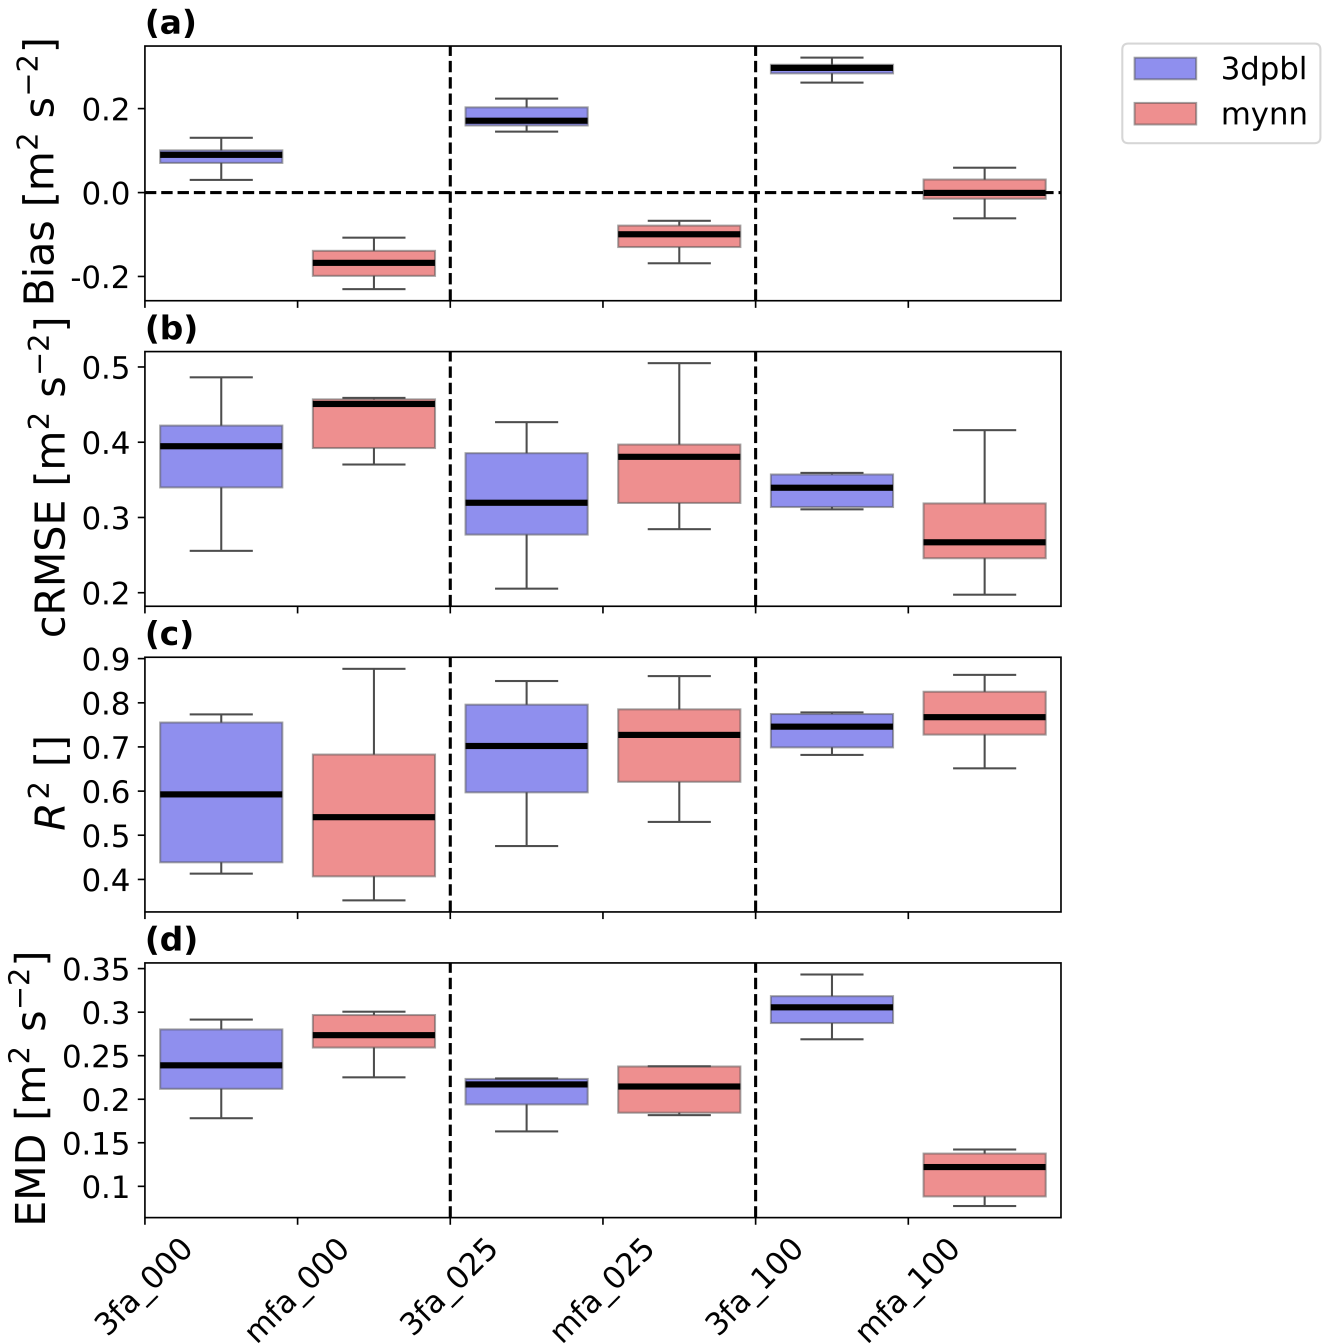 (a)
3dpbl
mynn
Bias [m² s⁻²]
0.2
0.0
-0.2
(b)
cRMSE [m² s⁻²]
0.5
0.4
0.3
0.2
(c)
R² []
0.9
0.8
0.7
0.6
0.5
0.4
(d)
EMD [m² s⁻²]
0.35
0.3
0.25
0.2
0.15
0.1
3fa_000
mfa_000
3fa_025
mfa_025
3fa_100
mfa_100